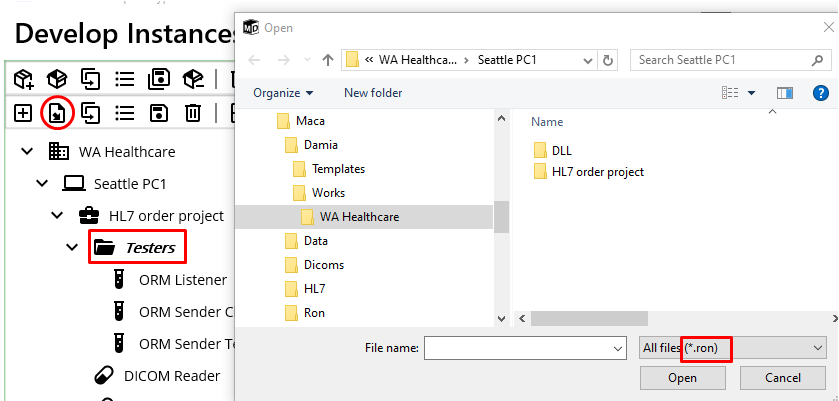 Develop Instances
WA Healthcare
Seattle PC1
HL7 order project
Testers
ORM Listener
ORM Sender C
ORM Sender Te
DICOM Reader
MD
Open
« WA Healthca...
Seattle PC1
Search Seattle PC1
Organize
New folder
?
Maca
Damia
Templates
Works
WA Healthcare
Data
Dicoms
HL7
Ron
Name
DLL
HL7 order project
File name:
All files (*.ron)
Open
Cancel